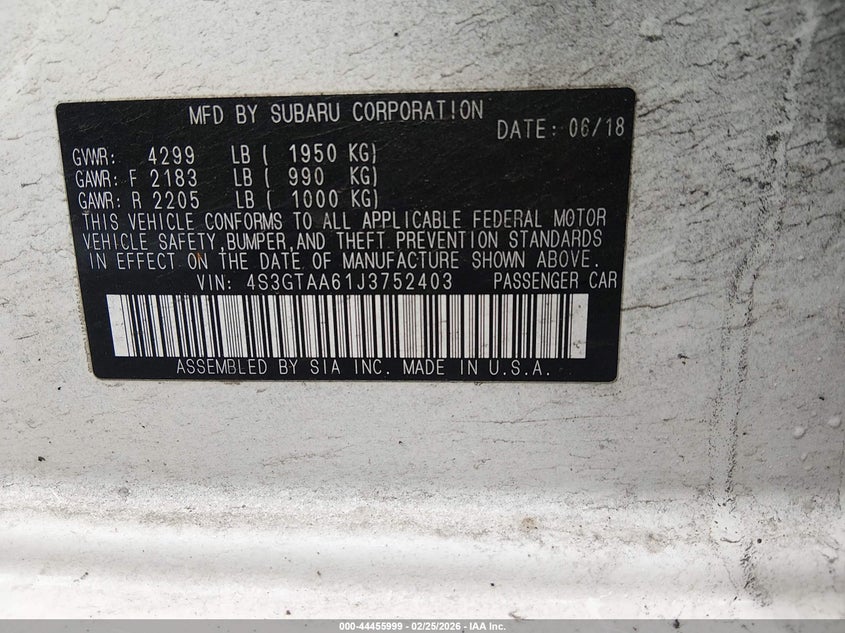 MFD BY SUBARU CORPORATION
DATE: 06/18
GVWR: 4299 LB ( 1950 KG)
GAWR: F 2183 LB ( 990 KG)
GAWR: R 2205 LB ( 1000 KG)
THIS VEHICLE CONFORMS TO ALL APPLICABLE FEDERAL MOTOR
VEHICLE SAFETY,BUMPER,AND THEFT PREVENTION STANDARDS
IN EFFECT ON THE DATE OF MANUFACTURE SHOWN ABOVE.
VIN: 4S3GTAA61J3752403 PASSENGER CAR
ASSEMBLED BY SIA INC. MADE IN U.S.A.
000-44455999 - 02/25/2026 - IAA Inc.